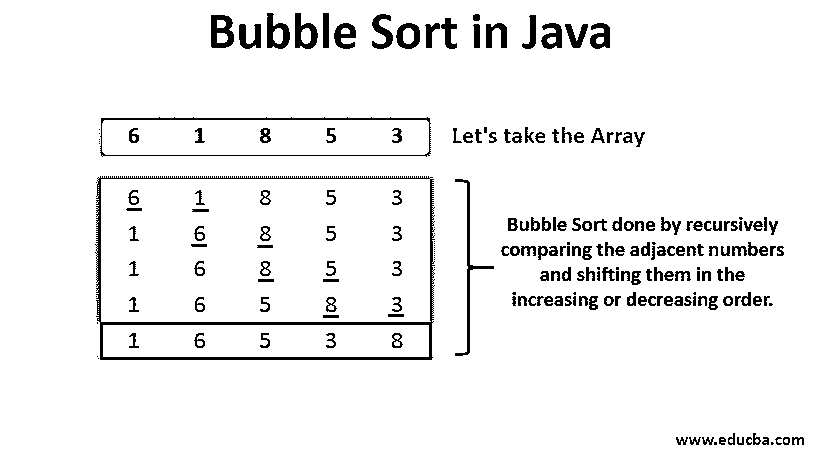 Bubble Sort in Java
6 1 8 5 3 Let's take the Array
6 1 8 5 3
1 6 8 5 3
1 6 8 5 3
1 6 5 8 3
1 6 5 3 8
Bubble Sort done by recursively
comparing the adjacent numbers
and shifting them in the
increasing or decreasing order.
www.educba.com